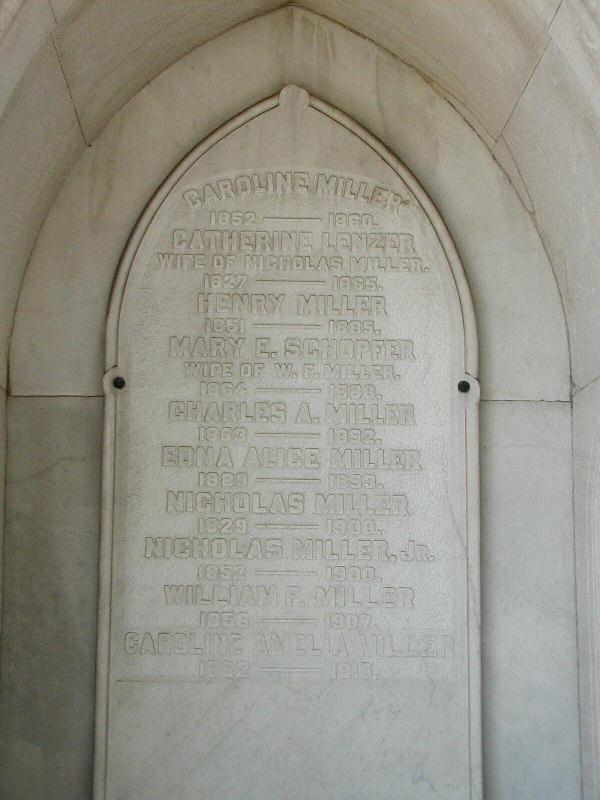 CAROLINE MILLER
1852 —— 1860.
CATHERINE LENZER
WIFE OF NICHOLAS MILLER.
1827 —— 1865.
HENRY MILLER
1851 —— 1885.
MARY E. SCHOPFER
WIFE OF W. F. MILLER.
1864 —— 1888.
CHARLES A. MILLER
1863 —— 1892.
EDNA ALICE MILLER
1889 —— 1893.
NICHOLAS MILLER
1829 —— 1900.
NICHOLAS MILLER, Jr.
1852 —— 1900.
WILLIAM F. MILLER
1856 —— 1907.
CAROLINE AMELIA MILLER
1862 ——